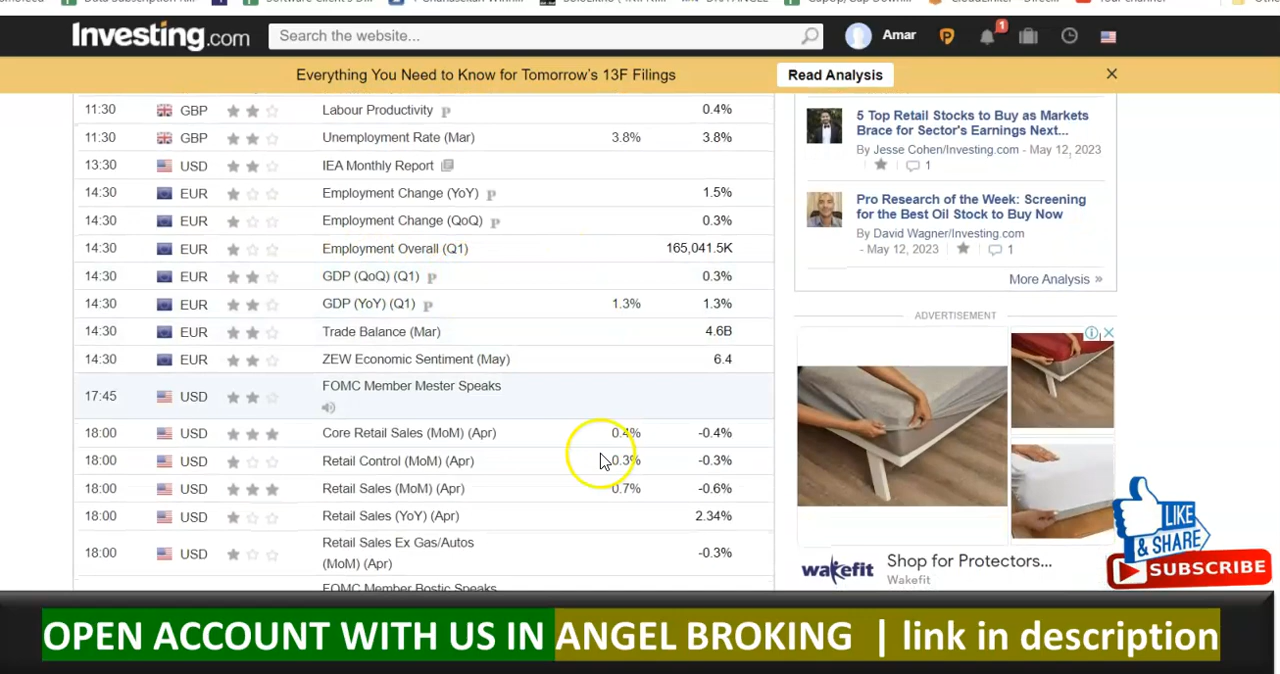 Investing.com Search the website... Amar 1
Everything You Need to Know for Tomorrow's 13F Filings Read Analysis
11:30 GBP Labour Productivity P 0.4%
11:30 GBP Unemployment Rate (Mar) 3.8% 3.8%
13:30 USD IEA Monthly Report
14:30 EUR Employment Change (YoY) P 1.5%
14:30 EUR Employment Change (QoQ) P 0.3%
14:30 EUR Employment Overall (Q1) 165,041.5K
14:30 EUR GDP (QoQ) (Q1) P 0.3%
14:30 EUR GDP (YoY) (Q1) P 1.3% 1.3%
14:30 EUR Trade Balance (Mar) 4.6B
14:30 EUR ZEW Economic Sentiment (May) 6.4
17:45 USD FOMC Member Mester Speaks
18:00 USD Core Retail Sales (MoM) (Apr) 0.4% -0.4%
18:00 USD Retail Control (MoM) (Apr) 0.3% -0.3%
18:00 USD Retail Sales (MoM) (Apr) 0.7% -0.6%
18:00 USD Retail Sales (YoY) (Apr) 2.34%
18:00 USD Retail Sales Ex Gas/Autos
(MoM) (Apr) -0.3%
FOMC Member Bostic Speaks
5 Top Retail Stocks to Buy as Markets
Brace for Sector's Earnings Next...
By Jesse Cohen/Investing.com - May 12, 2023
1
Pro Research of the Week: Screening
for the Best Oil Stock to Buy Now
By David Wagner/Investing.com
- May 12, 2023 1
More Analysis »
ADVERTISEMENT
wakefit Shop for Protectors...
Wakefit
LIKE
& SHARE
SUBSCRIBE
OPEN ACCOUNT WITH US IN ANGEL BROKING | link in description